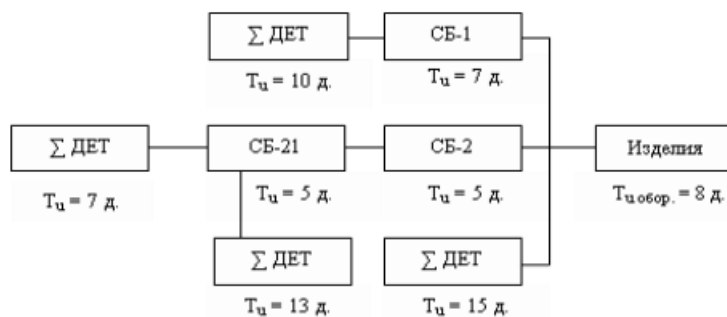 ∑ ДЕТ
СБ-1
Тц = 10 д.
Тц = 7 д.
∑ ДЕТ
СБ-21
СБ-2
Изделия
Тц = 7 д.
Тц = 5 д.
Тц = 5 д.
Тц обор. = 8 д.
∑ ДЕТ
∑ ДЕТ
Тц = 13 д.
Тц = 15 д.